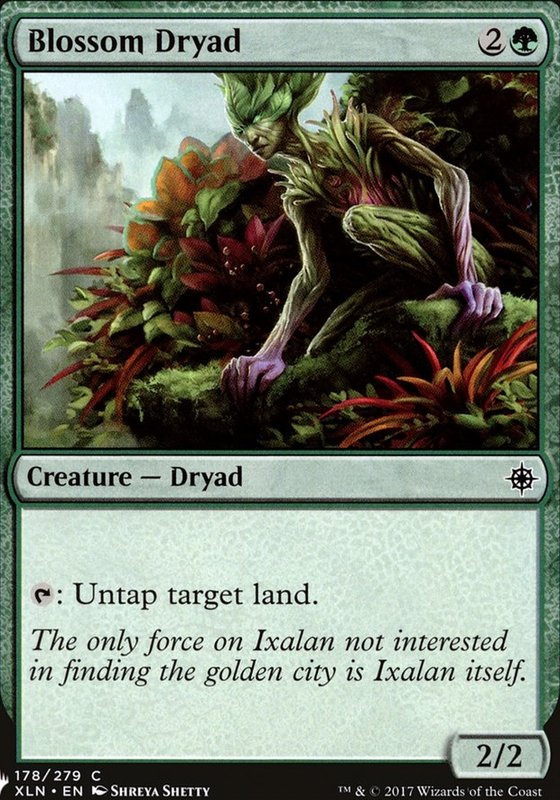 Blossom Dryad 2
Creature — Dryad
: Untap target land.
The only force on Ixalan not interested
in finding the golden city is Ixalan itself.
2/2
178/279 C
XLN • EN Shreya Shetty
™ & © 2017 Wizards of the Coast